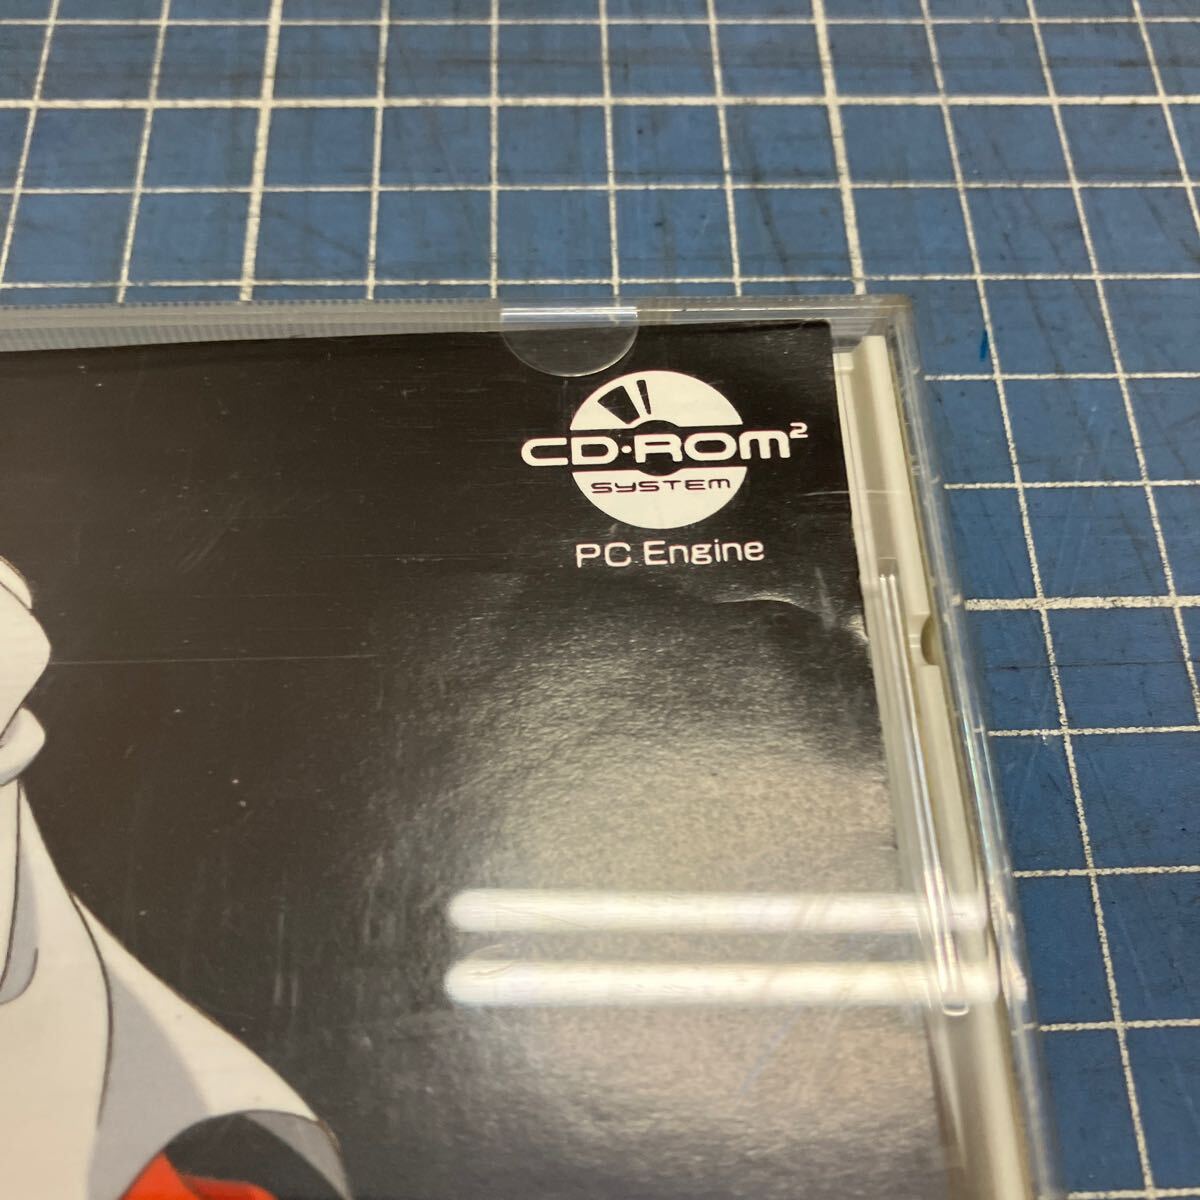 CD·ROM²
SYSTEM
PC Engine